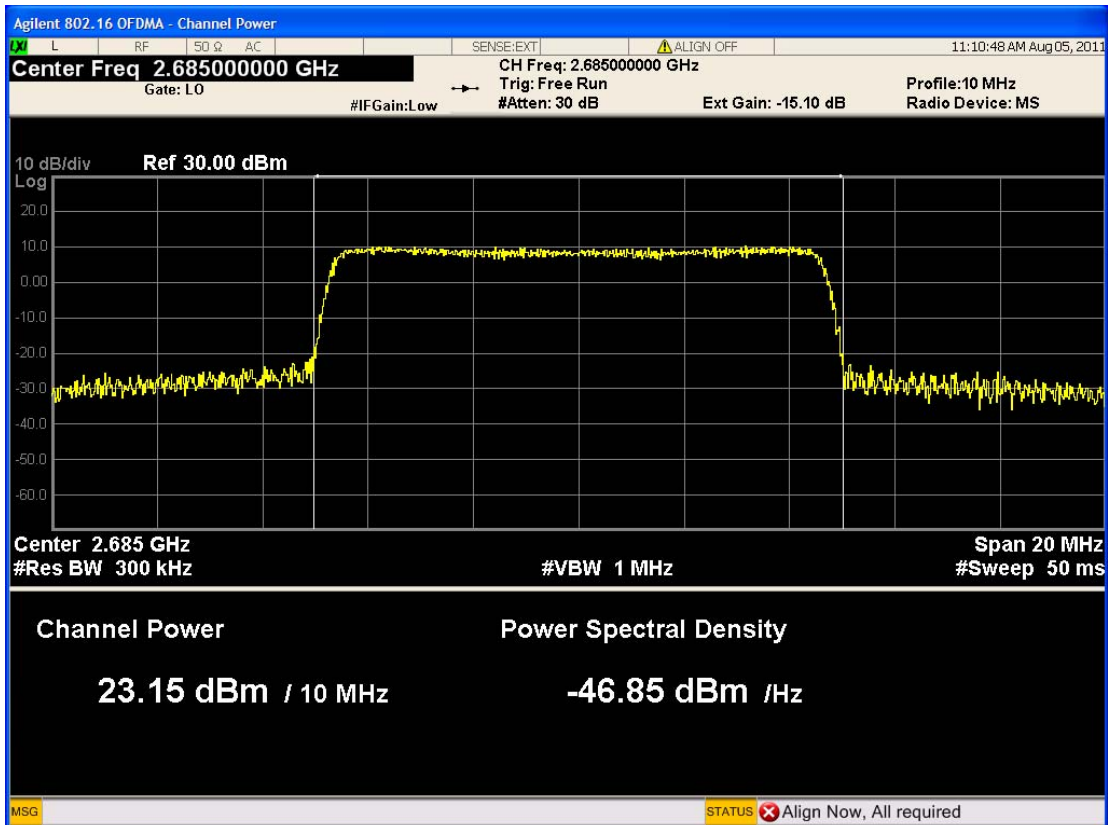 Agilent 802.16 OFDMA - Channel Power
LXI L RF 50 Ω AC SENSE:EXT ALIGN OFF 11:10:48 AM Aug 05, 2011
Center Freq 2.685000000 GHz
Gate: LO
#IFGain:Low
CH Freq: 2.685000000 GHz
Trig: Free Run
#Atten: 30 dB
Ext Gain: -15.10 dB
Profile:10 MHz
Radio Device: MS
10 dB/div Ref 30.00 dBm
Log
20.0
10.0
0.00
-10.0
-20.0
-30.0
-40.0
-50.0
-60.0
Center 2.685 GHz Span 20 MHz
#Res BW 300 kHz #VBW 1 MHz #Sweep 50 ms
Channel Power Power Spectral Density
23.15 dBm / 10 MHz -46.85 dBm /Hz
MSG STATUS Align Now, All required